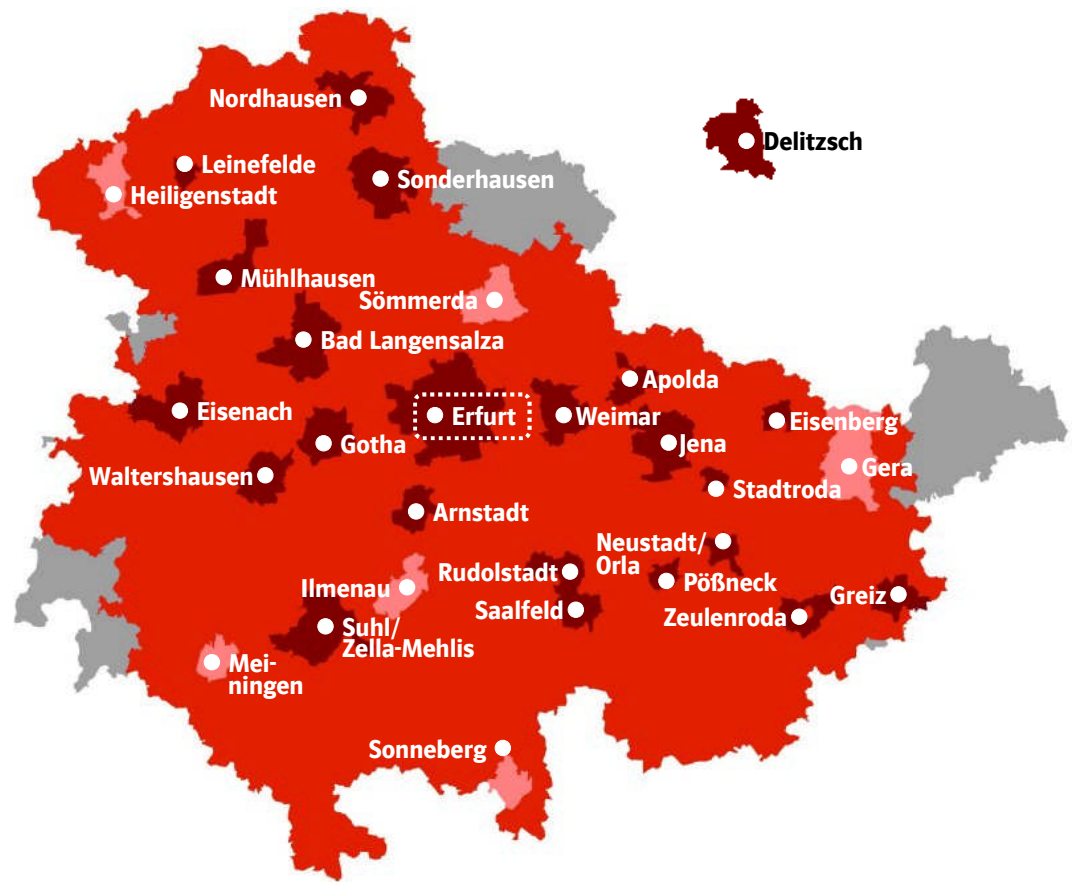 Nordhausen
Delitzsch
Leinefelde
Heiligenstadt
Sonderhausen
Mühlhausen
Sömmerda
Bad Langensalza
Apolda
Eisenach
Erfurt
Weimar
Eisenberg
Gotha
Jena
Gera
Waltershausen
Stadtroda
Arnstadt
Neustadt/
Orla
Rudolstadt
Pößneck
Ilmenau
Greiz
Saalfeld
Zeulenroda
Suhl/
Zella-Mehlis
Mei-
ningen
Sonneberg